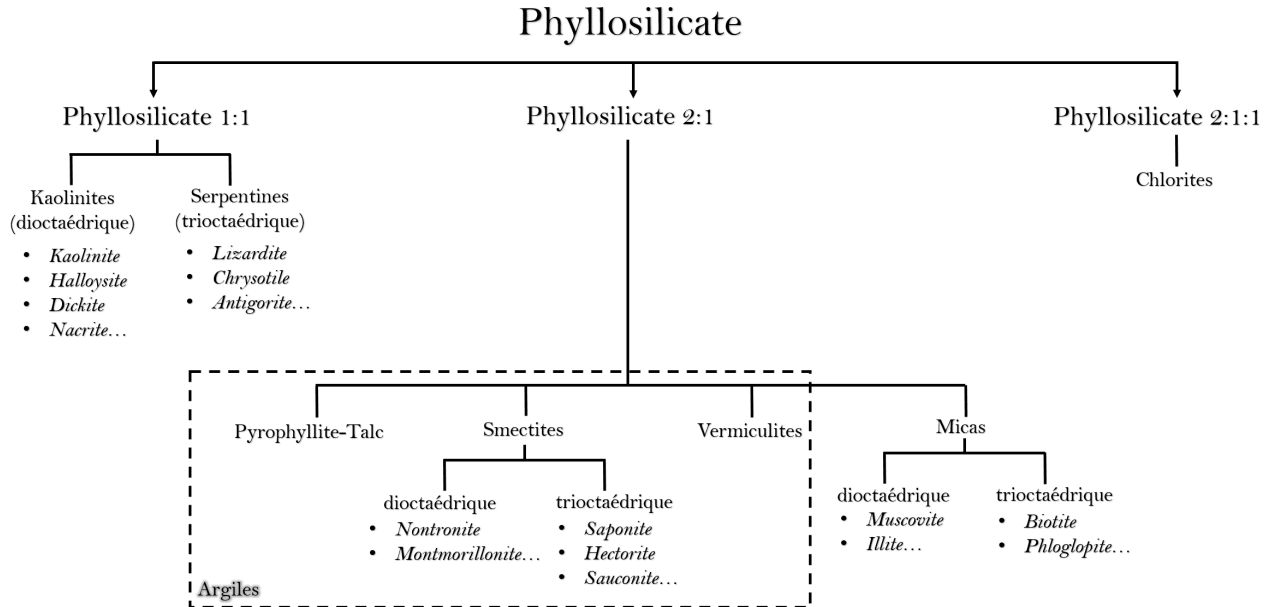 Phyllosilicate
Phyllosilicate 1:1
Phyllosilicate 2:1
Phyllosilicate 2:1:1
Kaolinites
(dioctaédrique)
• Kaolinite
• Halloysite
• Dickite
• Nacrite…
Serpentines
(trioctaédrique)
• Lizardite
• Chrysotile
• Antigorite…
Chlorites
Pyrophyllite-Talc
Smectites
Vermiculites
Micas
dioctaédrique
• Nontronite
• Montmorillonite…
trioctaédrique
• Saponite
• Hectorite
• Sauconite…
dioctaédrique
• Muscovite
• Illite…
trioctaédrique
• Biotite
• Phloglopite…
Argiles